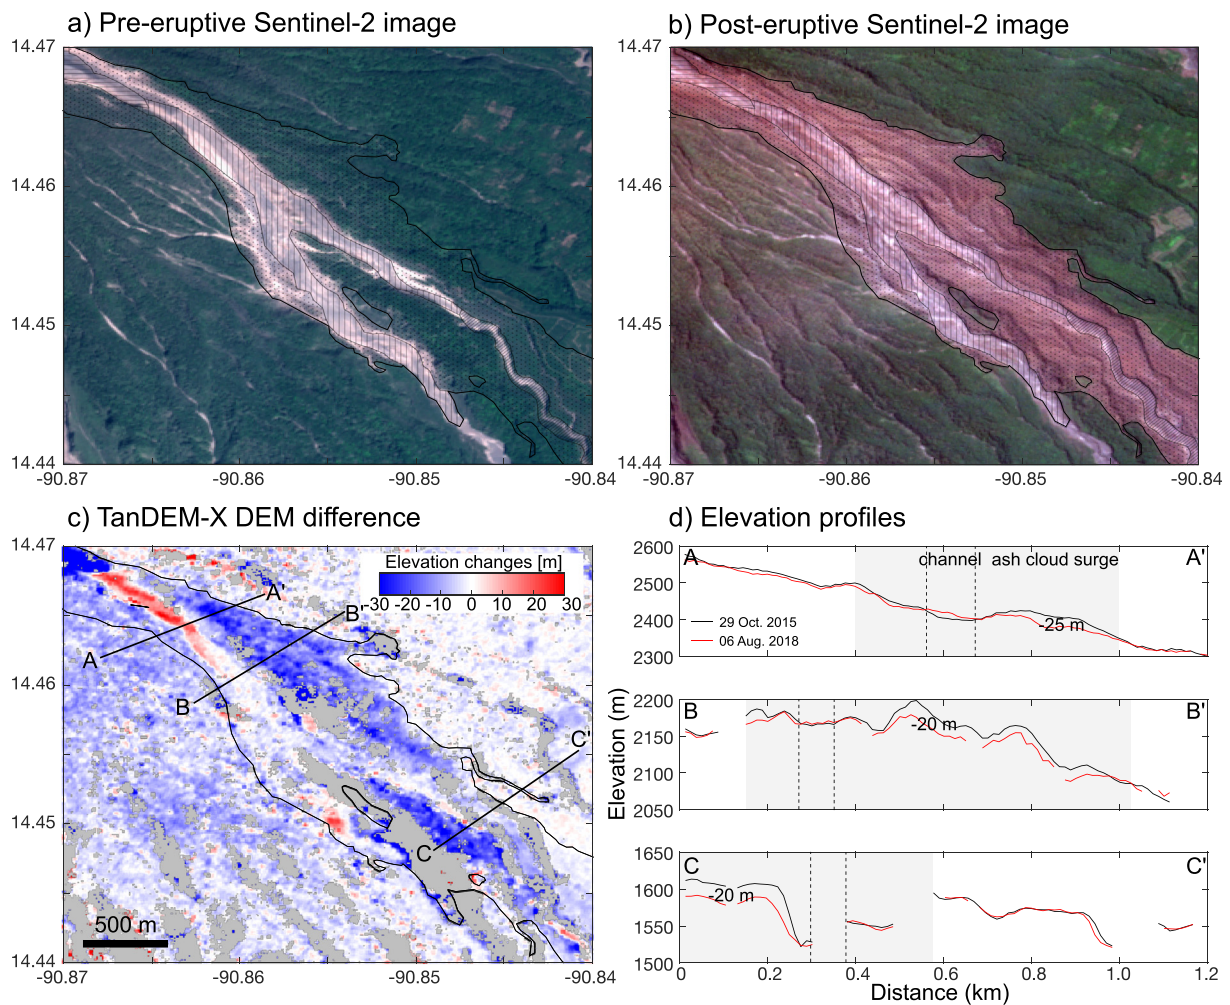 a) Pre-eruptive Sentinel-2 image
14.47
14.46
14.45
14.44
-90.87 -90.86 -90.85 -90.84
b) Post-eruptive Sentinel-2 image
14.47
14.46
14.45
14.44
-90.87 -90.86 -90.85 -90.84
c) TanDEM-X DEM difference
14.47
14.46
14.45
14.44
Elevation changes [m]
-30 -20 -10 0 10 20 30
A A'
B B'
C C'
500 m
-90.87 -90.86 -90.85 -90.84
d) Elevation profiles
Elevation (m)
2600
2500
2400
2300
A A'
channel ash cloud surge
29 Oct. 2015
06 Aug. 2018
-25 m
2200
2150
2100
2050
B B'
-20 m
1650
1600
1550
1500
C C'
-20 m
0 0.2 0.4 0.6 0.8 1.0 1.2
Distance (km)